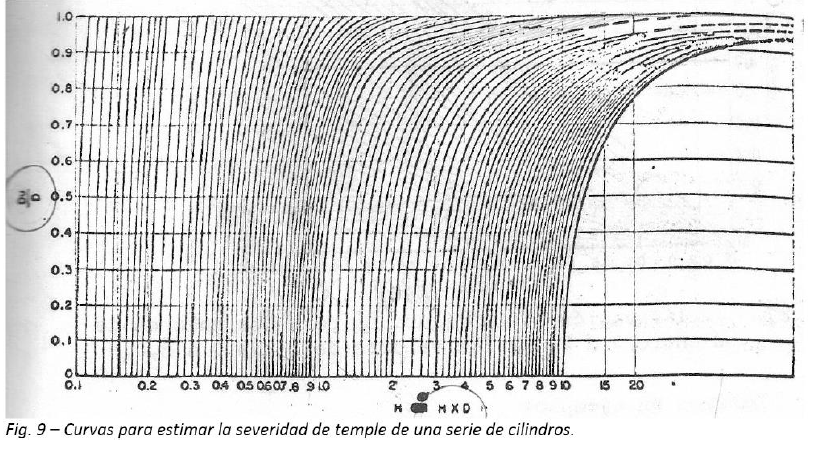 1.0
0.9
0.8
0.7
0.6
Du
D
0.5
0.4
0.3
0.2
0.1
0
0.1 0.2 0.3 0.4 0.5 0.6 0.7 .8 .9 1.0 2 3 4 5 6 7 8 9 10 15 20
H H X D
Fig. 9 – Curvas para estimar la severidad de temple de una serie de cilindros.